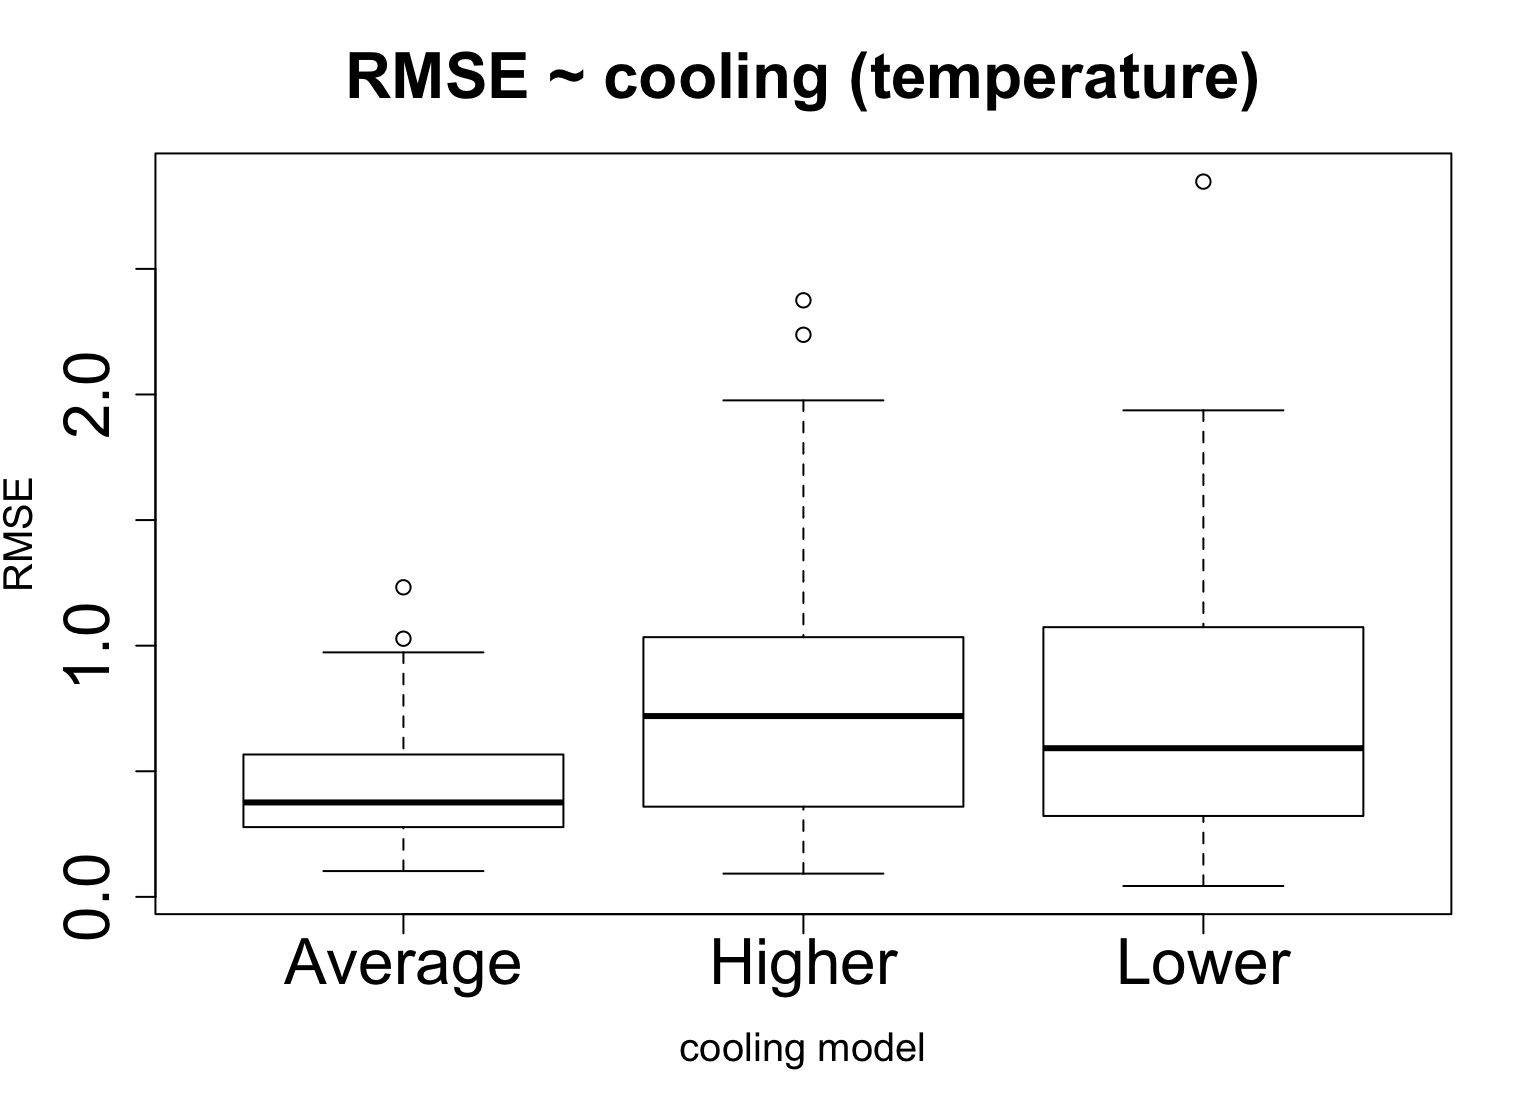 RMSE ~ cooling (temperature)
RMSE
2.0
1.0
0.0
Average Higher Lower
cooling model